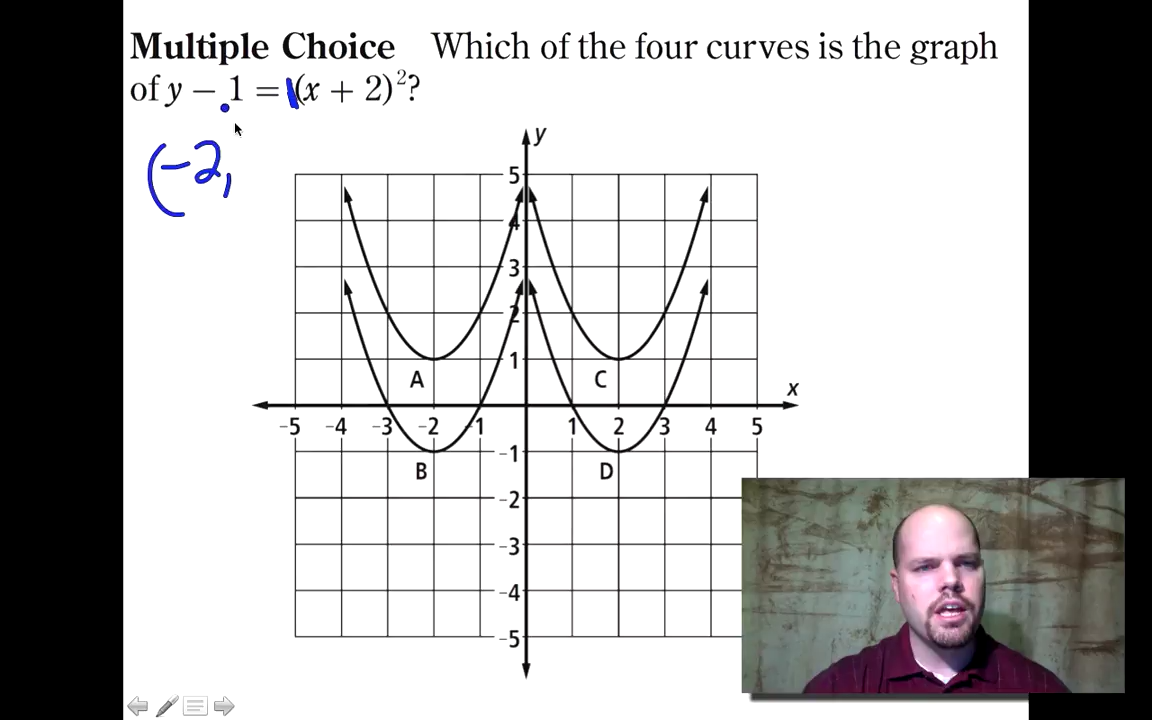 Multiple Choice Which of the four curves is the graph
of y − 1 = (x + 2)²?
(-2,
y
5
4
3
2
1
A
C
x
-5 -4 -3 -2 -1 1 2 3 4 5
-1
B
D
-2
-3
-4
-5